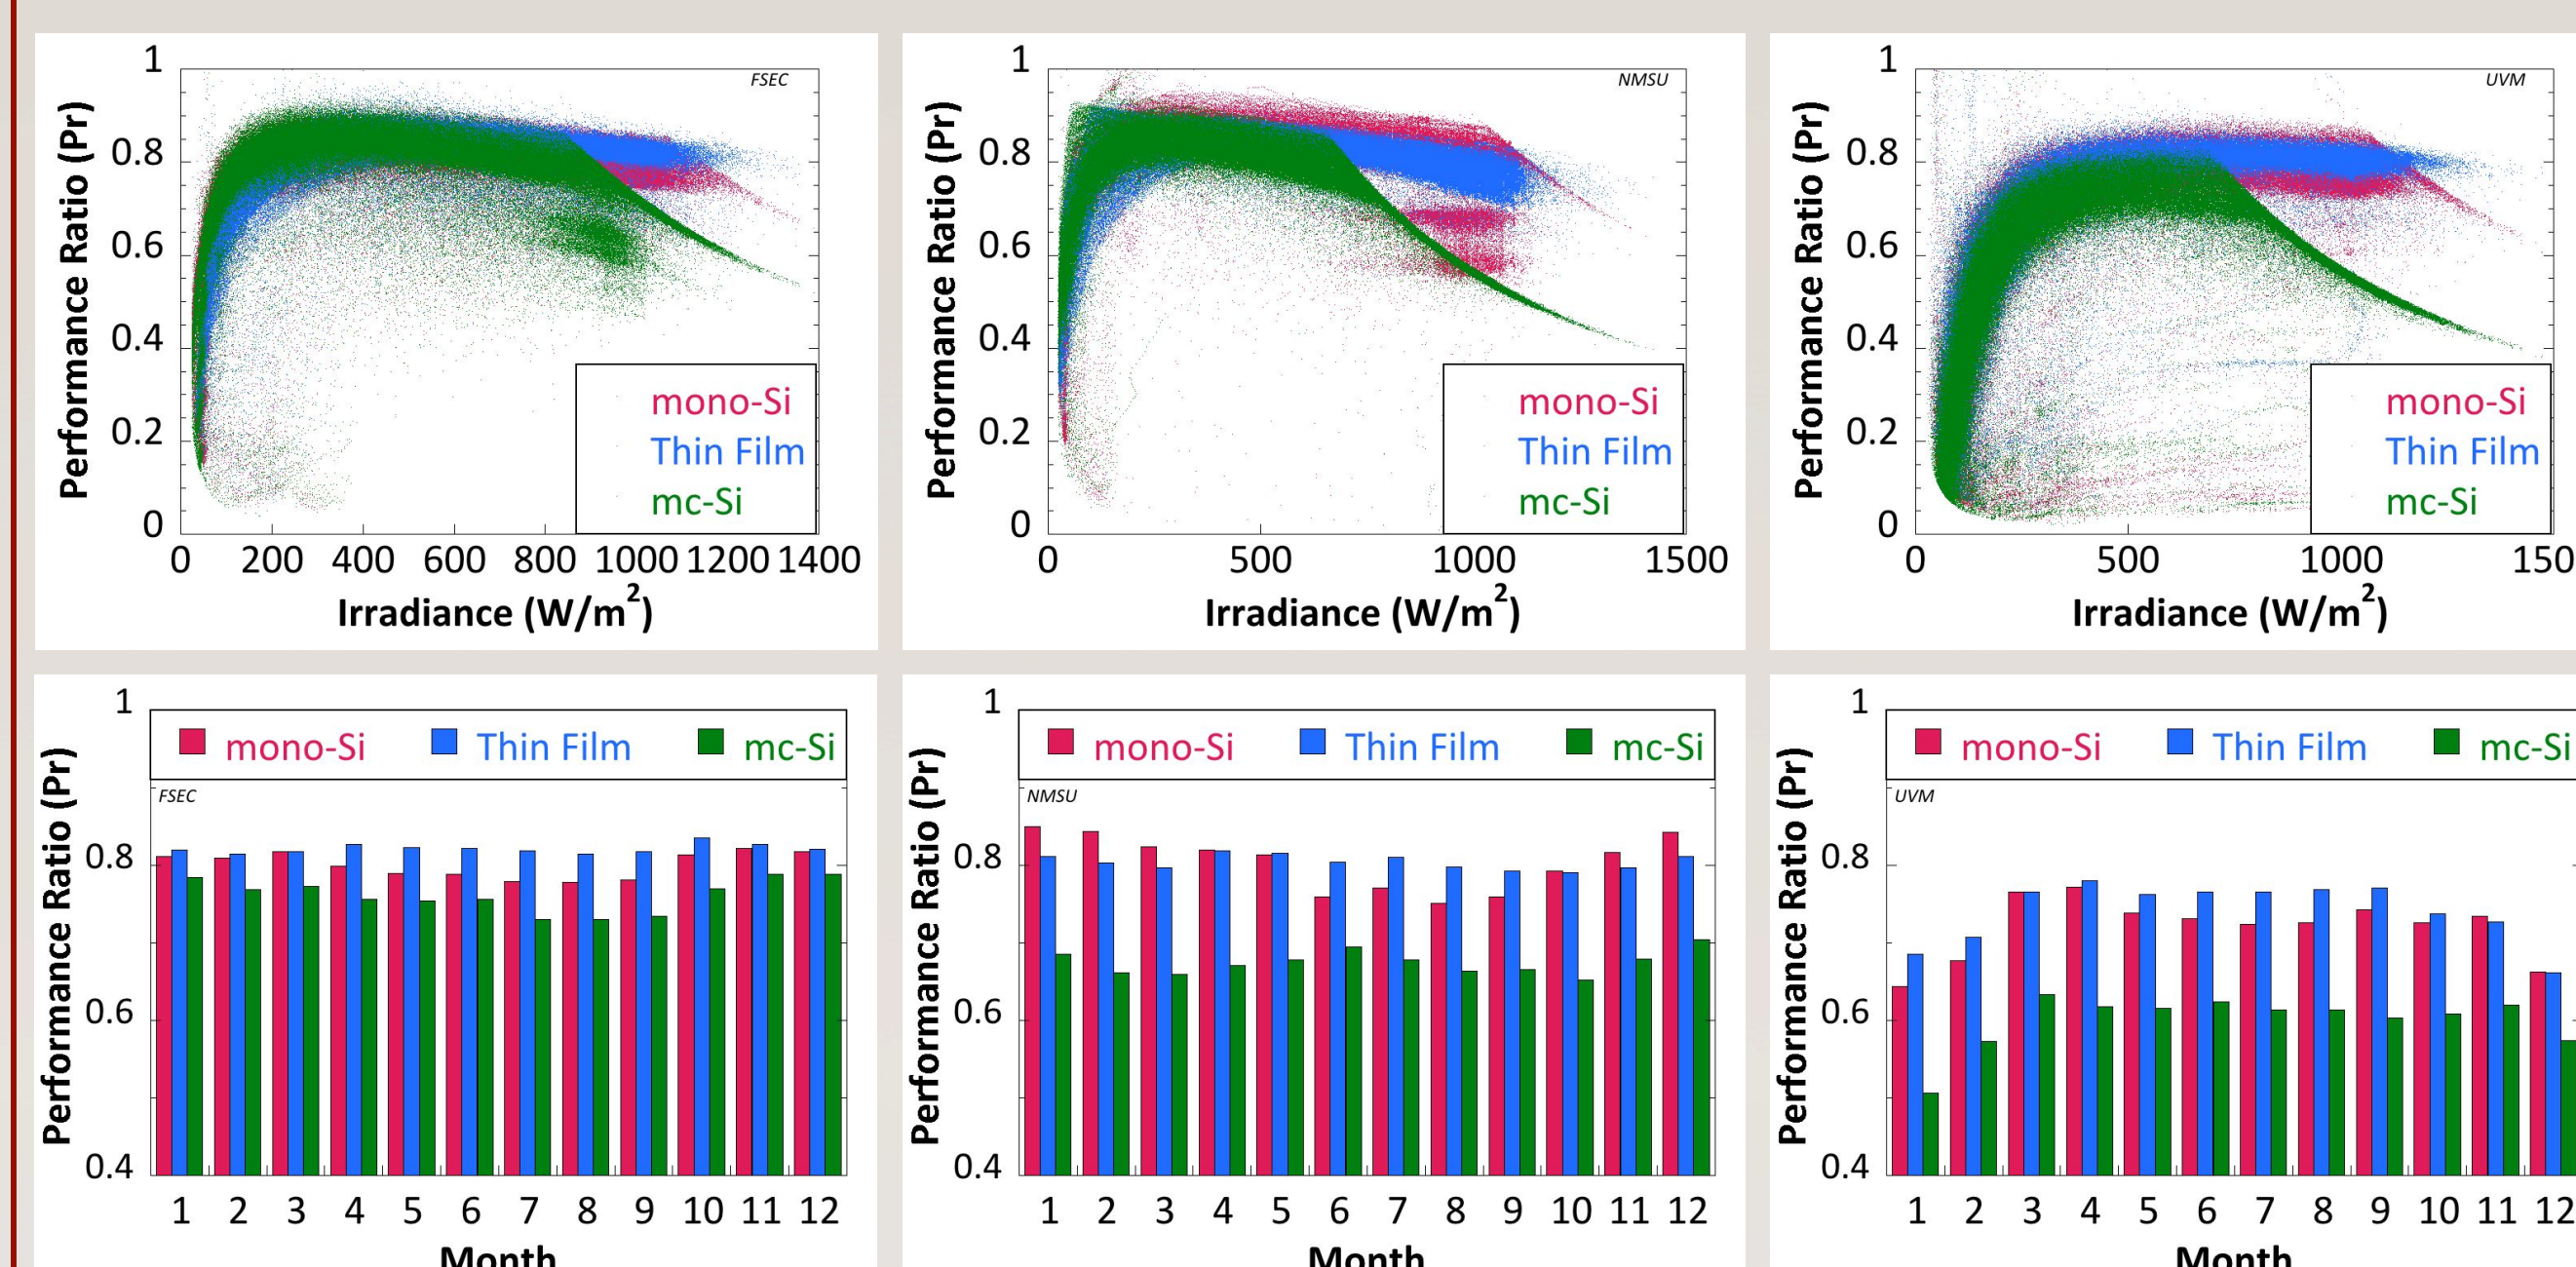 1
FSEC
0.8
0.6
0.4
0.2
0
Performance Ratio (Pr)
mono-Si
Thin Film
mc-Si
0 200 400 600 800 1000 1200 1400
Irradiance (W/m²)
1
NMSU
0.8
0.6
0.4
0.2
0
Performance Ratio (Pr)
mono-Si
Thin Film
mc-Si
0 500 1000 1500
Irradiance (W/m²)
1
UVM
0.8
0.6
0.4
0.2
0
Performance Ratio (Pr)
mono-Si
Thin Film
mc-Si
0 500 1000 150
Irradiance (W/m²)
1
mono-Si Thin Film mc-Si
FSEC
0.8
0.6
0.4
Performance Ratio (Pr)
1 2 3 4 5 6 7 8 9 10 11 12
Month
1
mono-Si Thin Film mc-Si
NMSU
0.8
0.6
0.4
Performance Ratio (Pr)
1 2 3 4 5 6 7 8 9 10 11 12
Month
1
mono-Si Thin Film mc-Si
UVM
0.8
0.6
0.4
Performance Ratio (Pr)
1 2 3 4 5 6 7 8 9 10 11 12
Month